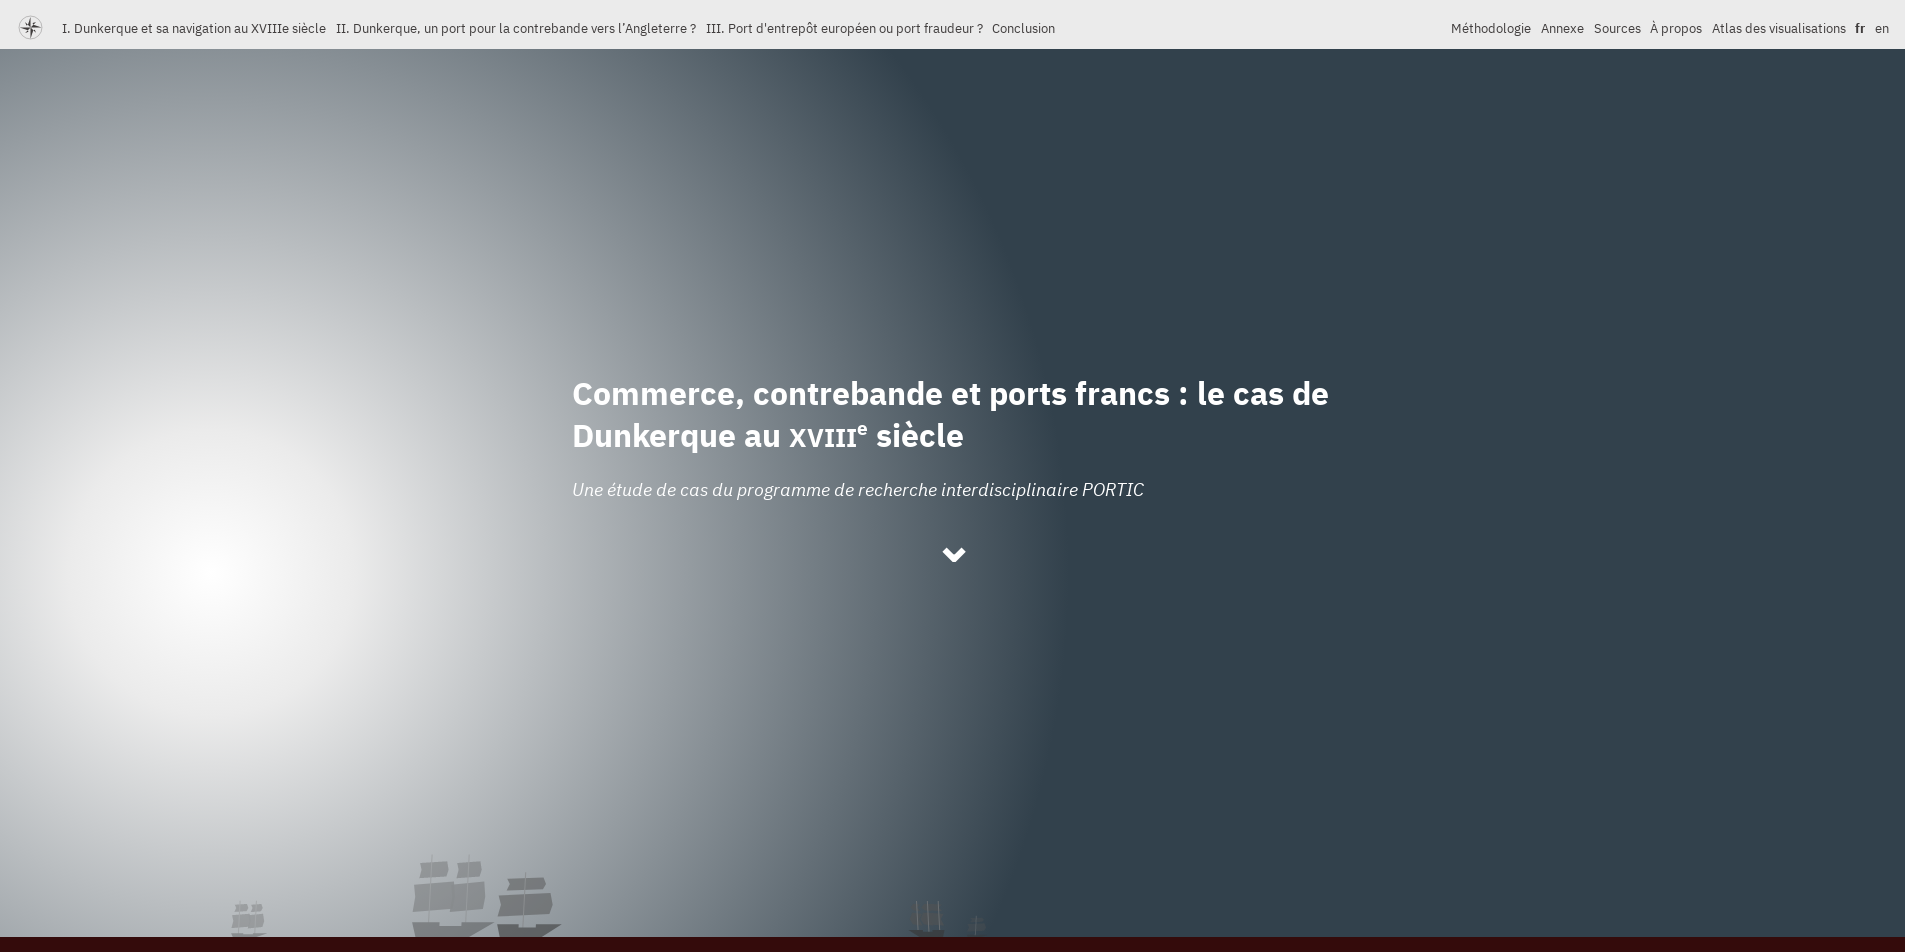 I. Dunkerque et sa navigation au XVIIIe siècle II. Dunkerque, un port pour la contrebande vers l’Angleterre ? III. Port d'entrepôt européen ou port fraudeur ? Conclusion Méthodologie Annexe Sources À propos Atlas des visualisations fr en
Commerce, contrebande et ports francs : le cas de
Dunkerque au XVIIIe siècle
Une étude de cas du programme de recherche interdisciplinaire PORTIC